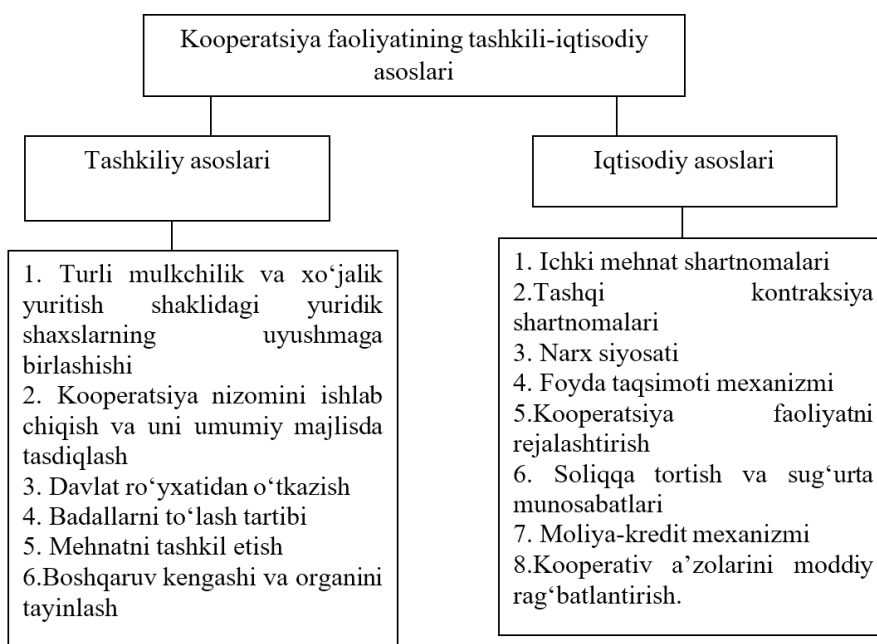 Kooperatsiya faoliyatining tashkili-iqtisodiy
asoslari
Tashkiliy asoslari
Iqtisodiy asoslari
1. Turli mulkchilik va xo‘jalik
yuritish shaklidagi yuridik
shaxslarning uyushmaga
birlashishi
2. Kooperatsiya nizomini ishlab
chiqish va uni umumiy majlisda
tasdiqlash
3. Davlat ro‘yxatidan o‘tkazish
4. Badallarni to‘lash tartibi
5. Mehnatni tashkil etish
6.Boshqaruv kengashi va organini
tayinlash
1. Ichki mehnat shartnomalari
2.Tashqi kontraksiya
shartnomalari
3. Narx siyosati
4. Foyda taqsimoti mexanizmi
5.Kooperatsiya faoliyatni
rejalashtirish
6. Soliqqa tortish va sug‘urta
munosabatlari
7. Moliya-kredit mexanizmi
8.Kooperativ a’zolarini moddiy
rag‘batlantirish.